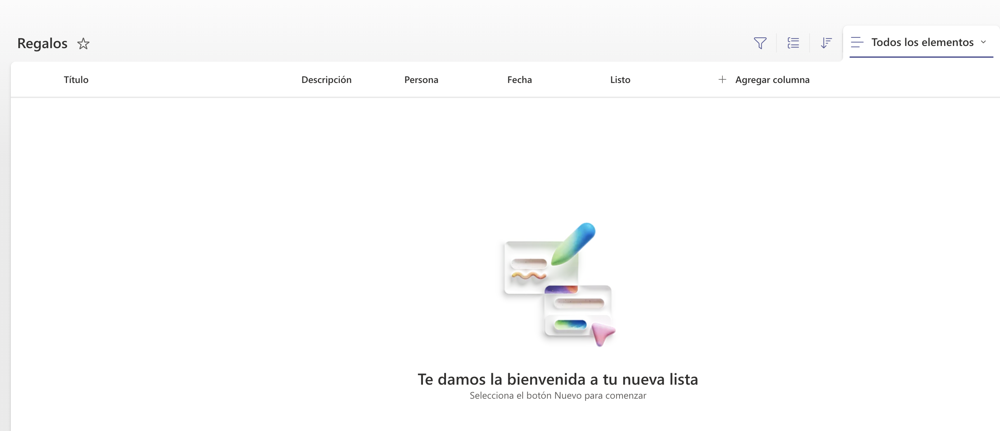 Regalos
Todos los elementos
Título Descripción Persona Fecha Listo Agregar columna
Te damos la bienvenida a tu nueva lista
Selecciona el botón Nuevo para comenzar